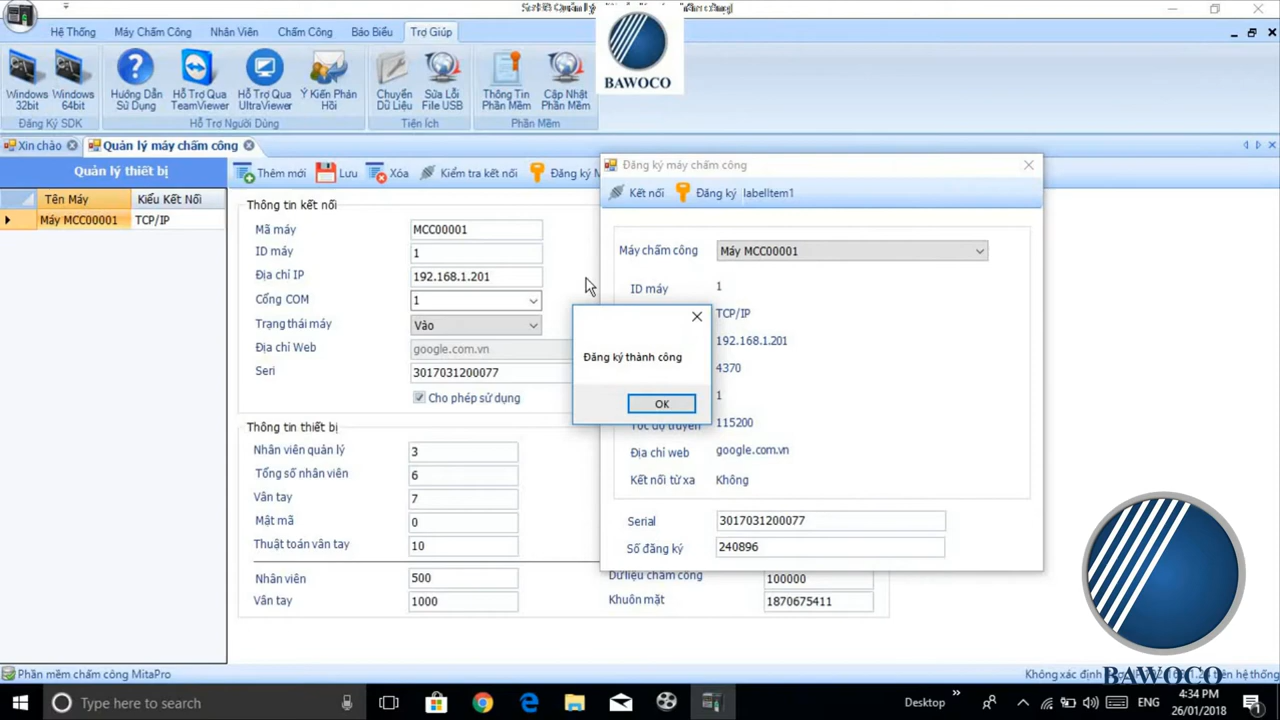 Hệ Thống Máy Chấm Công Nhân Viên Chấm Công Báo Biểu Trợ Giúp
BAWOCO
Windows 32bit
Windows 64bit
Hướng Dẫn Sử Dụng
Hỗ Trợ Qua TeamViewer
Hỗ Trợ Qua UltraViewer
Ý Kiến Phản Hồi
Chuyển Dữ Liệu
Sửa Lỗi File USB
Thông Tin Phần Mềm
Cập Nhật Phần Mềm
Đăng Ký SDK Hỗ Trợ Người Dùng Tiện Ích Phần Mềm
Xin chào Quản lý máy chấm công
Quản lý thiết bị
Tên Máy Kiểu Kết Nối
Máy MCC00001 TCP/IP
Thêm mới Lưu Xóa Kiểm tra kết nối Đăng ký M
Thông tin kết nối
Mã máy MCC00001
ID máy 1
Địa chỉ IP 192.168.1.201
Cổng COM 1
Trạng thái máy Vào
Địa chỉ Web google.com.vn
Seri 3017031200077
Cho phép sử dụng
Thông tin thiết bị
Nhân viên quản lý 3
Tổng số nhân viên 6
Vân tay 7
Mật mã 0
Thuật toán vân tay 10
Nhân viên 500
Vân tay 1000
Dữ liệu chấm công 100000
Khuôn mặt 1870675411
Đăng ký máy chấm công
Kết nối Đăng ký labelItem1
Máy chấm công Máy MCC00001
ID máy 1
TCP/IP
192.168.1.201
4370
1
Tốc độ truyền 115200
Địa chỉ web google.com.vn
Kết nối từ xa Không
Serial 3017031200077
Số đăng ký 240896
Đăng ký thành công
OK
BAWOCO
Phần mềm chấm công MitaPro
Không xác định
tên hệ thống
Type here to search
Desktop
ENG
4:34 PM
26/01/2018
1